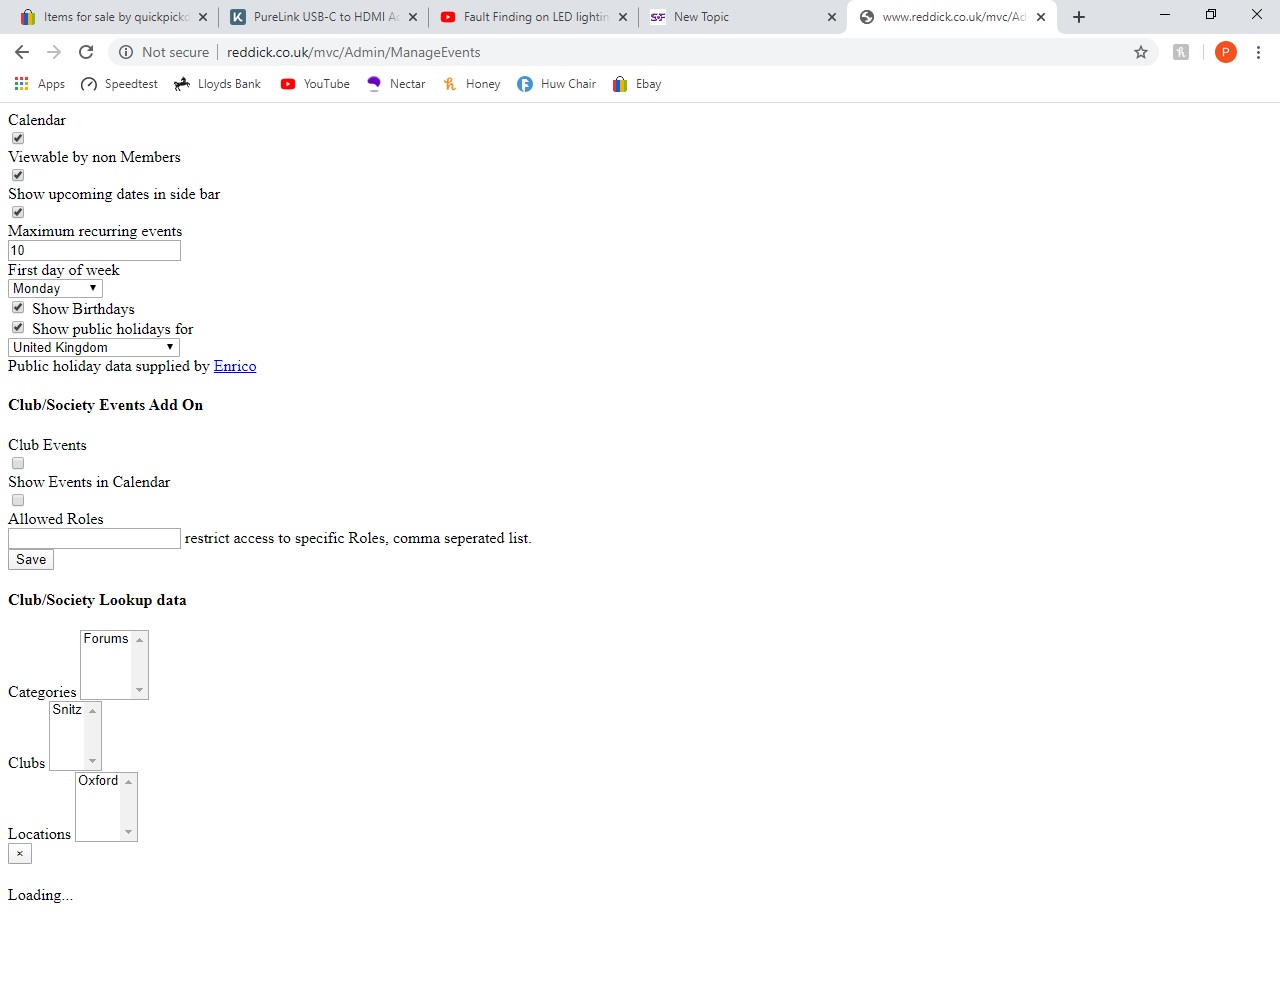 Items for sale by quickpickd
PureLink USB-C to HDMI Ad
Fault Finding on LED lightin
New Topic
www.reddick.co.uk/mvc/Ad
Not secure
reddick.co.uk/mvc/Admin/ManageEvents
P
Apps
Speedtest
Lloyds Bank
YouTube
Nectar
Honey
Huw Chair
Ebay
Calendar
Viewable by non Members
Show upcoming dates in side bar
Maximum recurring events
10
First day of week
Monday
Show Birthdays
Show public holidays for
United Kingdom
Public holiday data supplied by Enrico
Club/Society Events Add On
Club Events
Show Events in Calendar
Allowed Roles
restrict access to specific Roles, comma seperated list.
Save
Club/Society Lookup data
Forums
Categories
Snitz
Clubs
Oxford
Locations
×
Loading...